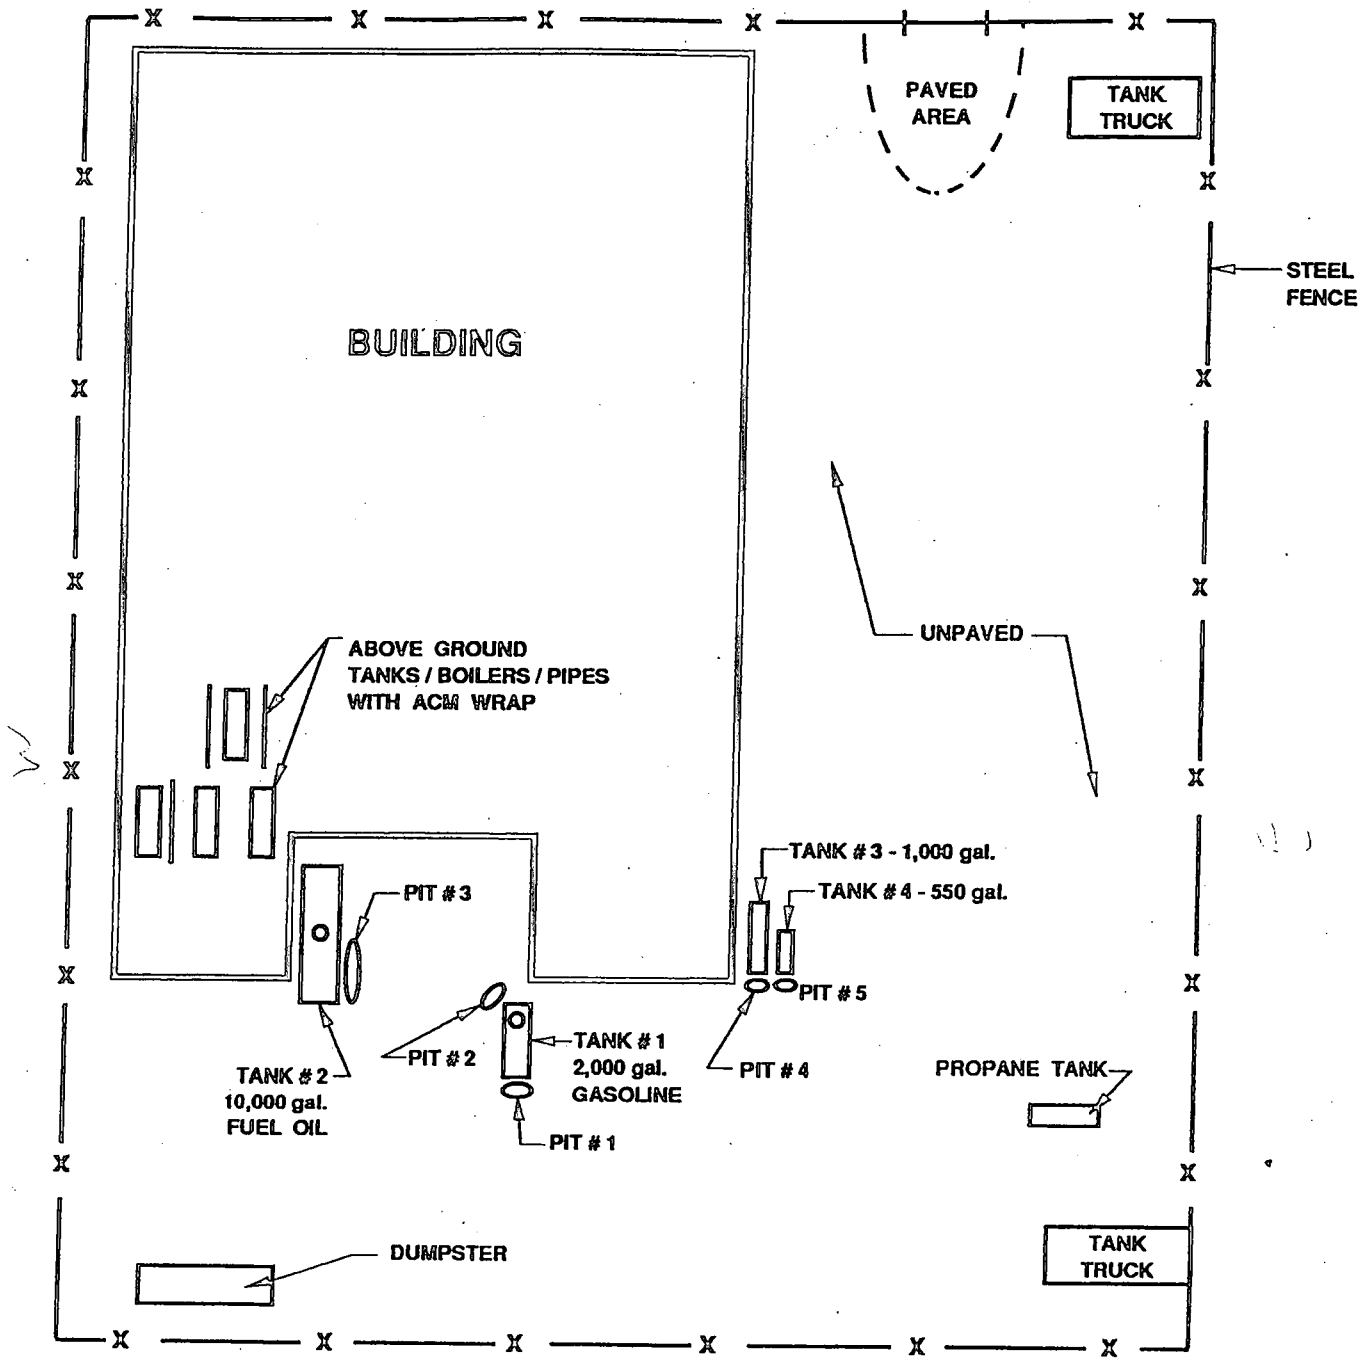 PAVED
AREA
TANK
TRUCK
STEEL
FENCE
BUILDING
UNPAVED
ABOVE GROUND
TANKS / BOILERS / PIPES
WITH ACM WRAP
TANK # 3 - 1,000 gal.
TANK # 4 - 550 gal.
PIT # 3
PIT # 5
PIT # 2
TANK # 1
2,000 gal.
GASOLINE
PIT # 4
PROPANE TANK
TANK # 2
10,000 gal.
FUEL OIL
PIT # 1
DUMPSTER
TANK
TRUCK